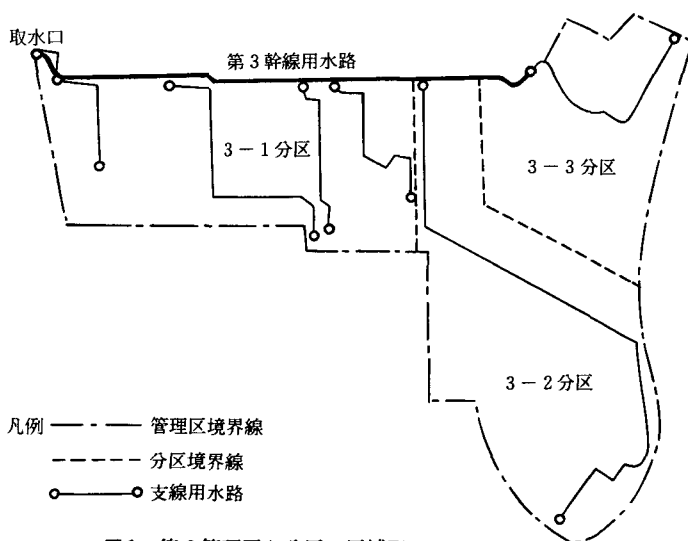 取水口
第3幹線用水路
3－1分区
3－3分区
3－2分区
凡例
管理区境界線
分区境界線
支線用水路